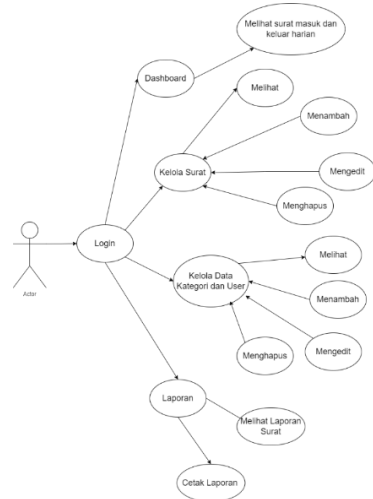 Melihat surat masuk dan
keluar harian
Dashboard
Melihat
Menambah
Kelola Surat
Mengedit
Menghapus
Login
Actor
Kelola Data
Kategori dan User
Melihat
Menambah
Mengedit
Menghapus
Laporan
Melihat Laporan
Surat
Cetak Laporan